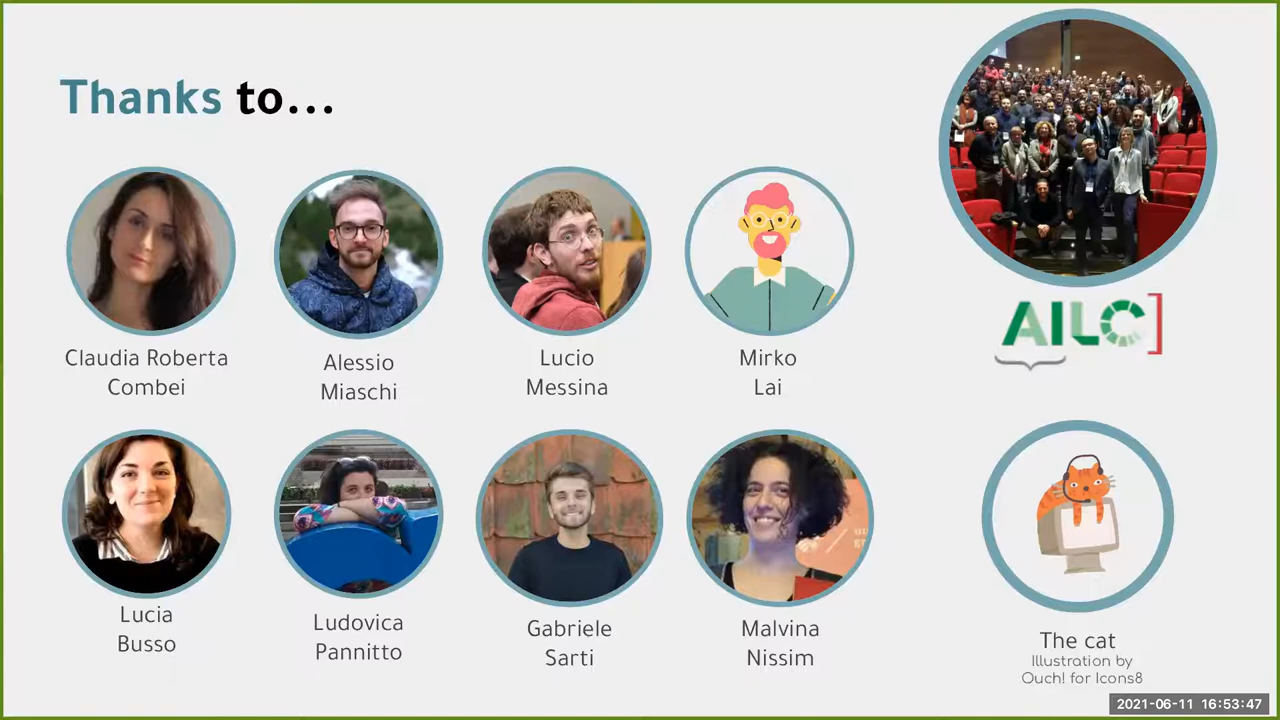 Thanks to...
Claudia Roberta
Combei
Alessio
Miaschi
Lucio
Messina
Mirko
Lai
AILC
Lucia
Busso
Ludovica
Pannitto
Gabriele
Sarti
Malvina
Nissim
The cat
Illustration by
Ouch! for Icons8
2021-06-11 16:53:47